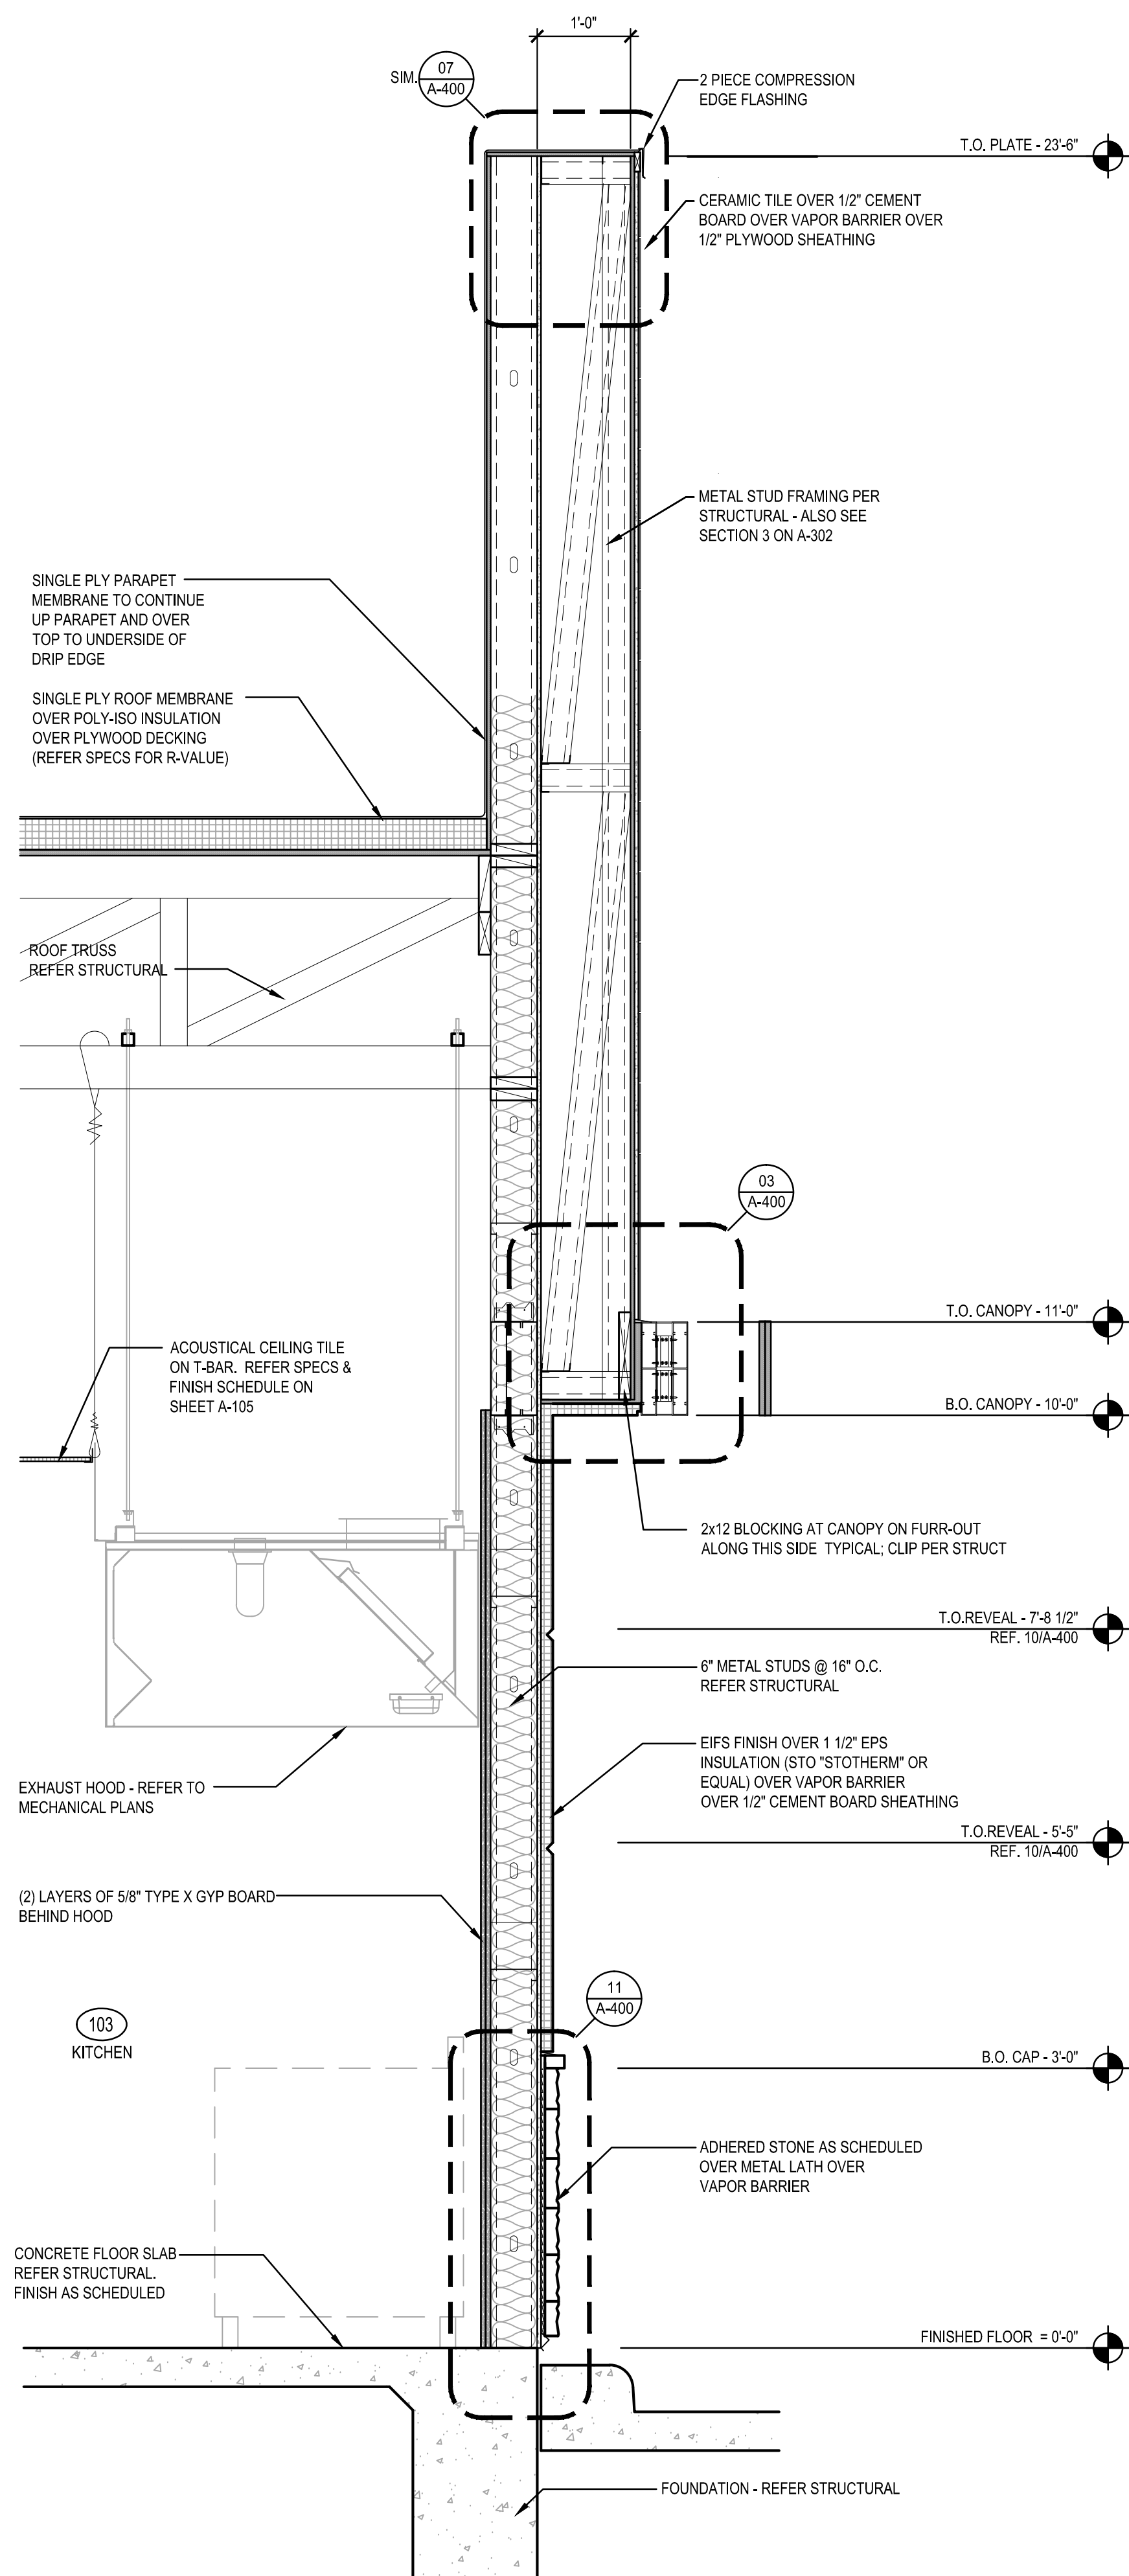 1'-0"
SIM.
07
A-400
2 PIECE COMPRESSION
EDGE FLASHING
T.O. PLATE - 23'-6"
CERAMIC TILE OVER 1/2" CEMENT
BOARD OVER VAPOR BARRIER OVER
1/2" PLYWOOD SHEATHING
METAL STUD FRAMING PER
STRUCTURAL - ALSO SEE
SECTION 3 ON A-302
SINGLE PLY PARAPET
MEMBRANE TO CONTINUE
UP PARAPET AND OVER
TOP TO UNDERSIDE OF
DRIP EDGE
SINGLE PLY ROOF MEMBRANE
OVER POLY-ISO INSULATION
OVER PLYWOOD DECKING
(REFER SPECS FOR R-VALUE)
ROOF TRUSS
REFER STRUCTURAL
03
A-400
T.O. CANOPY - 11'-0"
ACOUSTICAL CEILING TILE
ON T-BAR.  REFER SPECS &
FINISH SCHEDULE ON
SHEET A-105
B.O. CANOPY - 10'-0"
2x12 BLOCKING AT CANOPY ON FURR-OUT
ALONG THIS SIDE  TYPICAL; CLIP PER STRUCT
T.O.REVEAL - 7'-8 1/2"
REF. 10/A-400
6" METAL STUDS @ 16" O.C.
REFER STRUCTURAL
EIFS FINISH OVER 1 1/2" EPS
INSULATION (STO "STOTHERM" OR
EQUAL) OVER VAPOR BARRIER
OVER 1/2" CEMENT BOARD SHEATHING
EXHAUST HOOD - REFER TO
MECHANICAL PLANS
T.O.REVEAL - 5'-5"
REF. 10/A-400
(2) LAYERS OF 5/8" TYPE X GYP BOARD
BEHIND HOOD
11
A-400
103
KITCHEN
B.O. CAP - 3'-0"
ADHERED STONE AS SCHEDULED
OVER METAL LATH OVER
VAPOR BARRIER
CONCRETE FLOOR SLAB
REFER STRUCTURAL.
FINISH AS SCHEDULED
FINISHED FLOOR  = 0'-0"
FOUNDATION - REFER STRUCTURAL